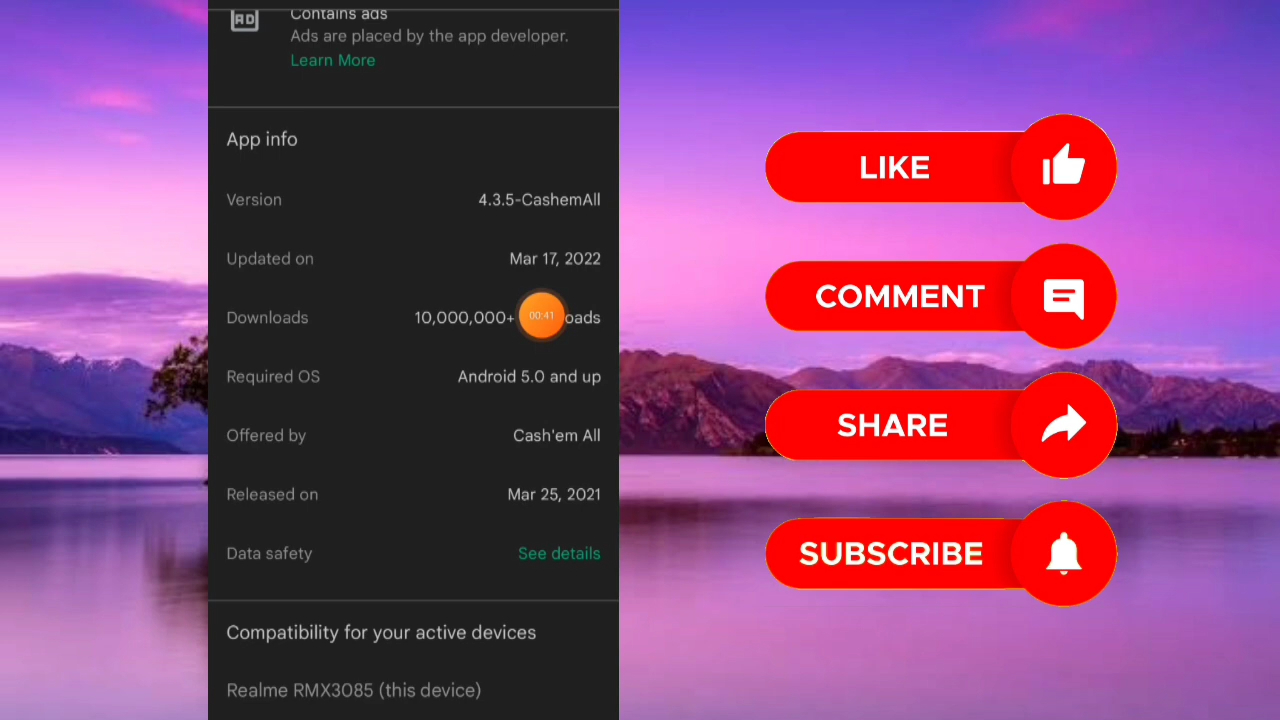 Contains ads
Ads are placed by the app developer.
Learn More
App info
Version 4.3.5-CashemAll
Updated on Mar 17, 2022
Downloads 10,000,000+ oads
00:41
Required OS Android 5.0 and up
Offered by Cash'em All
Released on Mar 25, 2021
Data safety See details
Compatibility for your active devices
Realme RMX3085 (this device)
LIKE
COMMENT
SHARE
SUBSCRIBE
AD